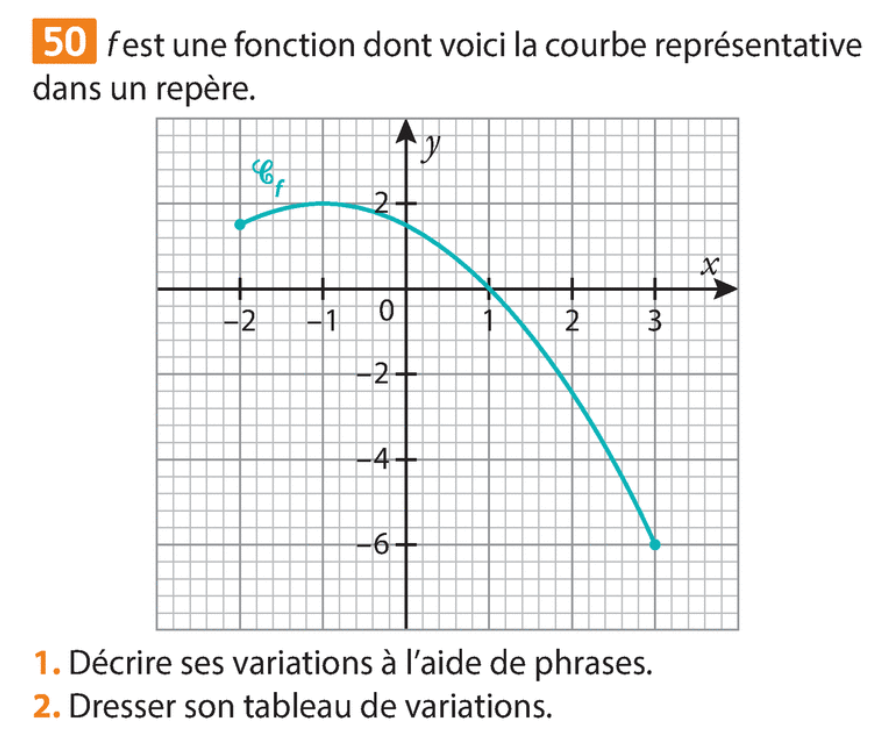 50 f est une fonction dont voici la courbe représentative
dans un repère.
y
𝒞f
2
x
−2 −1 0 1 2 3
−2
−4
−6
1. Décrire ses variations à l'aide de phrases.
2. Dresser son tableau de variations.